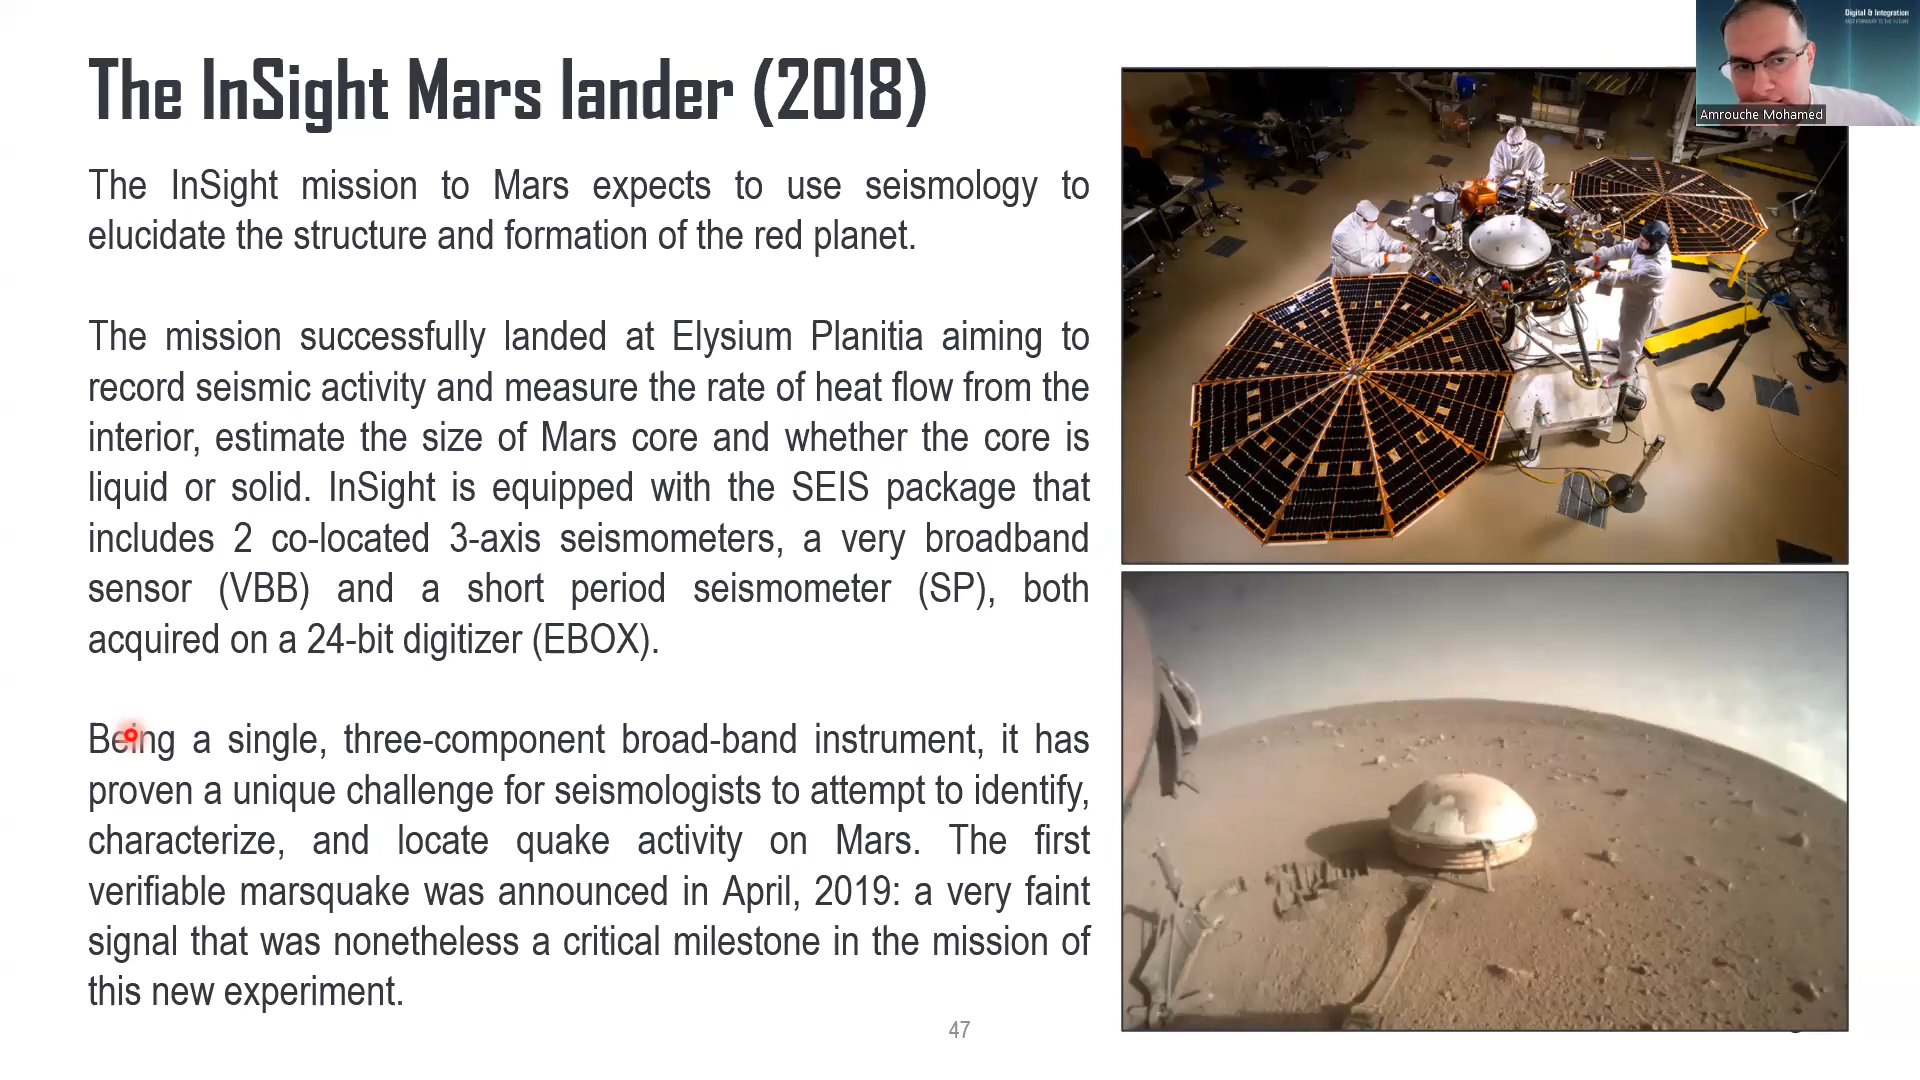 The InSight Mars lander (2018)
The InSight mission to Mars expects to use seismology to
elucidate the structure and formation of the red planet.
The mission successfully landed at Elysium Planitia aiming to
record seismic activity and measure the rate of heat flow from the
interior, estimate the size of Mars core and whether the core is
liquid or solid. InSight is equipped with the SEIS package that
includes 2 co-located 3-axis seismometers, a very broadband
sensor (VBB) and a short period seismometer (SP), both
acquired on a 24-bit digitizer (EBOX).
Being a single, three-component broad-band instrument, it has
proven a unique challenge for seismologists to attempt to identify,
characterize, and locate quake activity on Mars. The first
verifiable marsquake was announced in April, 2019: a very faint
signal that was nonetheless a critical milestone in the mission of
this new experiment.
47
Digital & Integration
FAST FORWARD TO THE FUTURE
Amrouche Mohamed